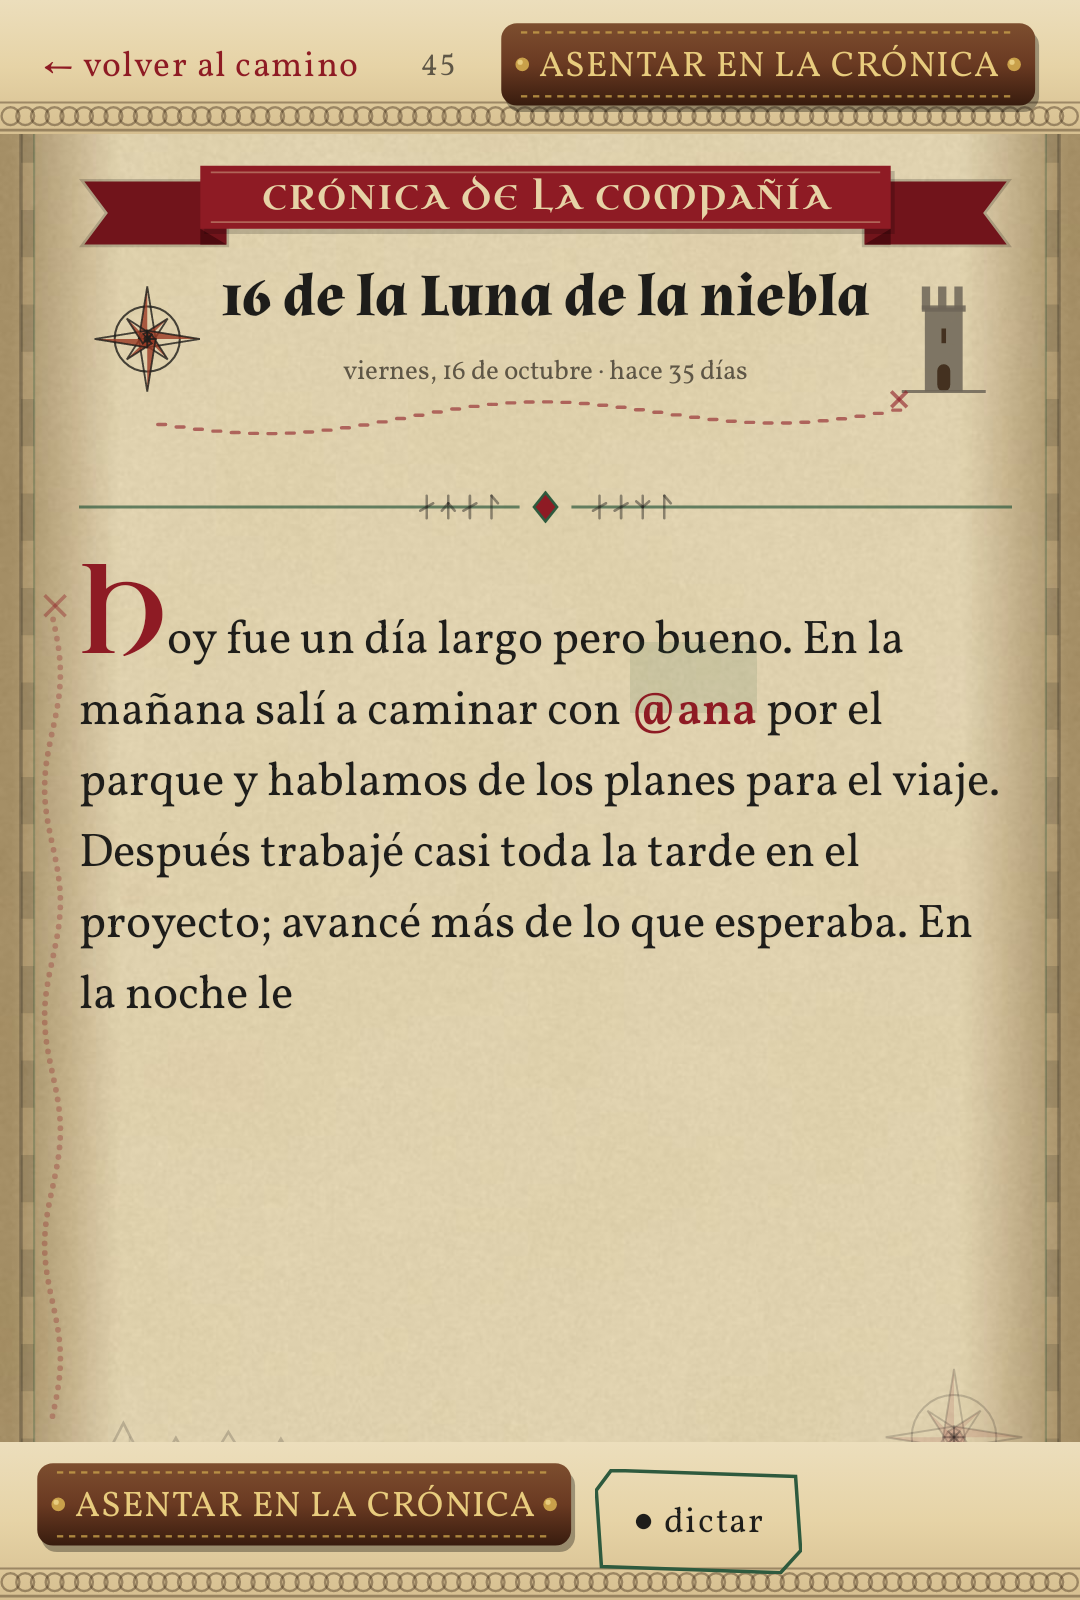 ← volver al camino
45
ASENTAR EN LA CRÓNICA
CRÓNICA DE LA COMPAÑÍA
16 de la Luna de la niebla
viernes, 16 de octubre · hace 35 días
hoy fue un día largo pero bueno. En la
mañana salí a caminar con @ana por el
parque y hablamos de los planes para el viaje.
Después trabajé casi toda la tarde en el
proyecto; avancé más de lo que esperaba. En
la noche le
ASENTAR EN LA CRÓNICA
• dictar